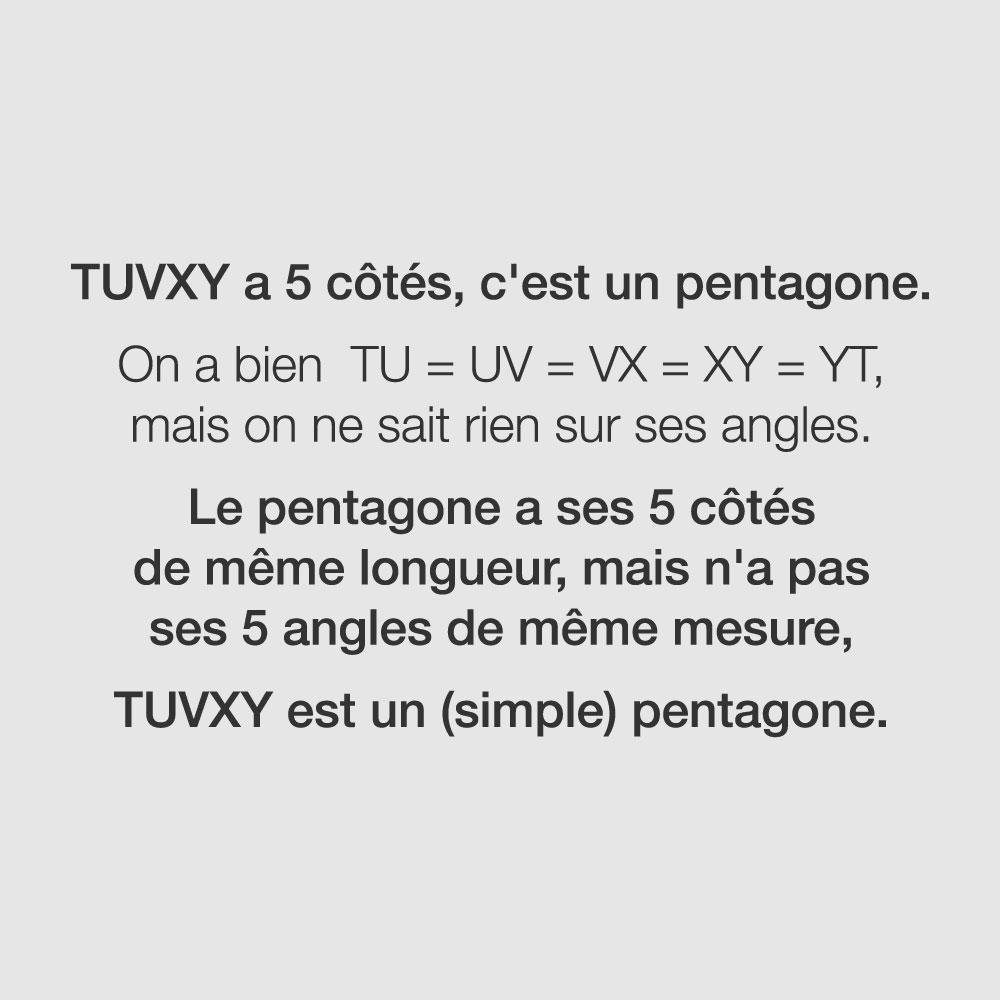 TUVXY a 5 côtés, c'est un pentagone.
On a bien  TU = UV = VX = XY = YT,
mais on ne sait rien sur ses angles.
Le pentagone a ses 5 côtés
de même longueur, mais n'a pas
ses 5 angles de même mesure,
TUVXY est un (simple) pentagone.